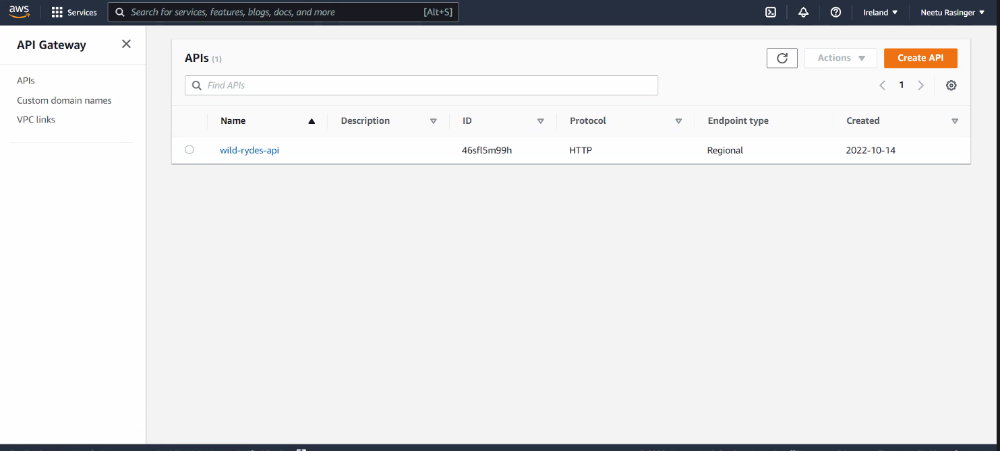 aws Services Search for services, features, blogs, docs, and more [Alt+S] Ireland Neetu Rasinger
API Gateway
APIs
Custom domain names
VPC links
APIs (1) Actions Create API
Find APIs 1
Name Description ID Protocol Endpoint type Created
wild-rydes-api 46sfl5m99h HTTP Regional 2022-10-14